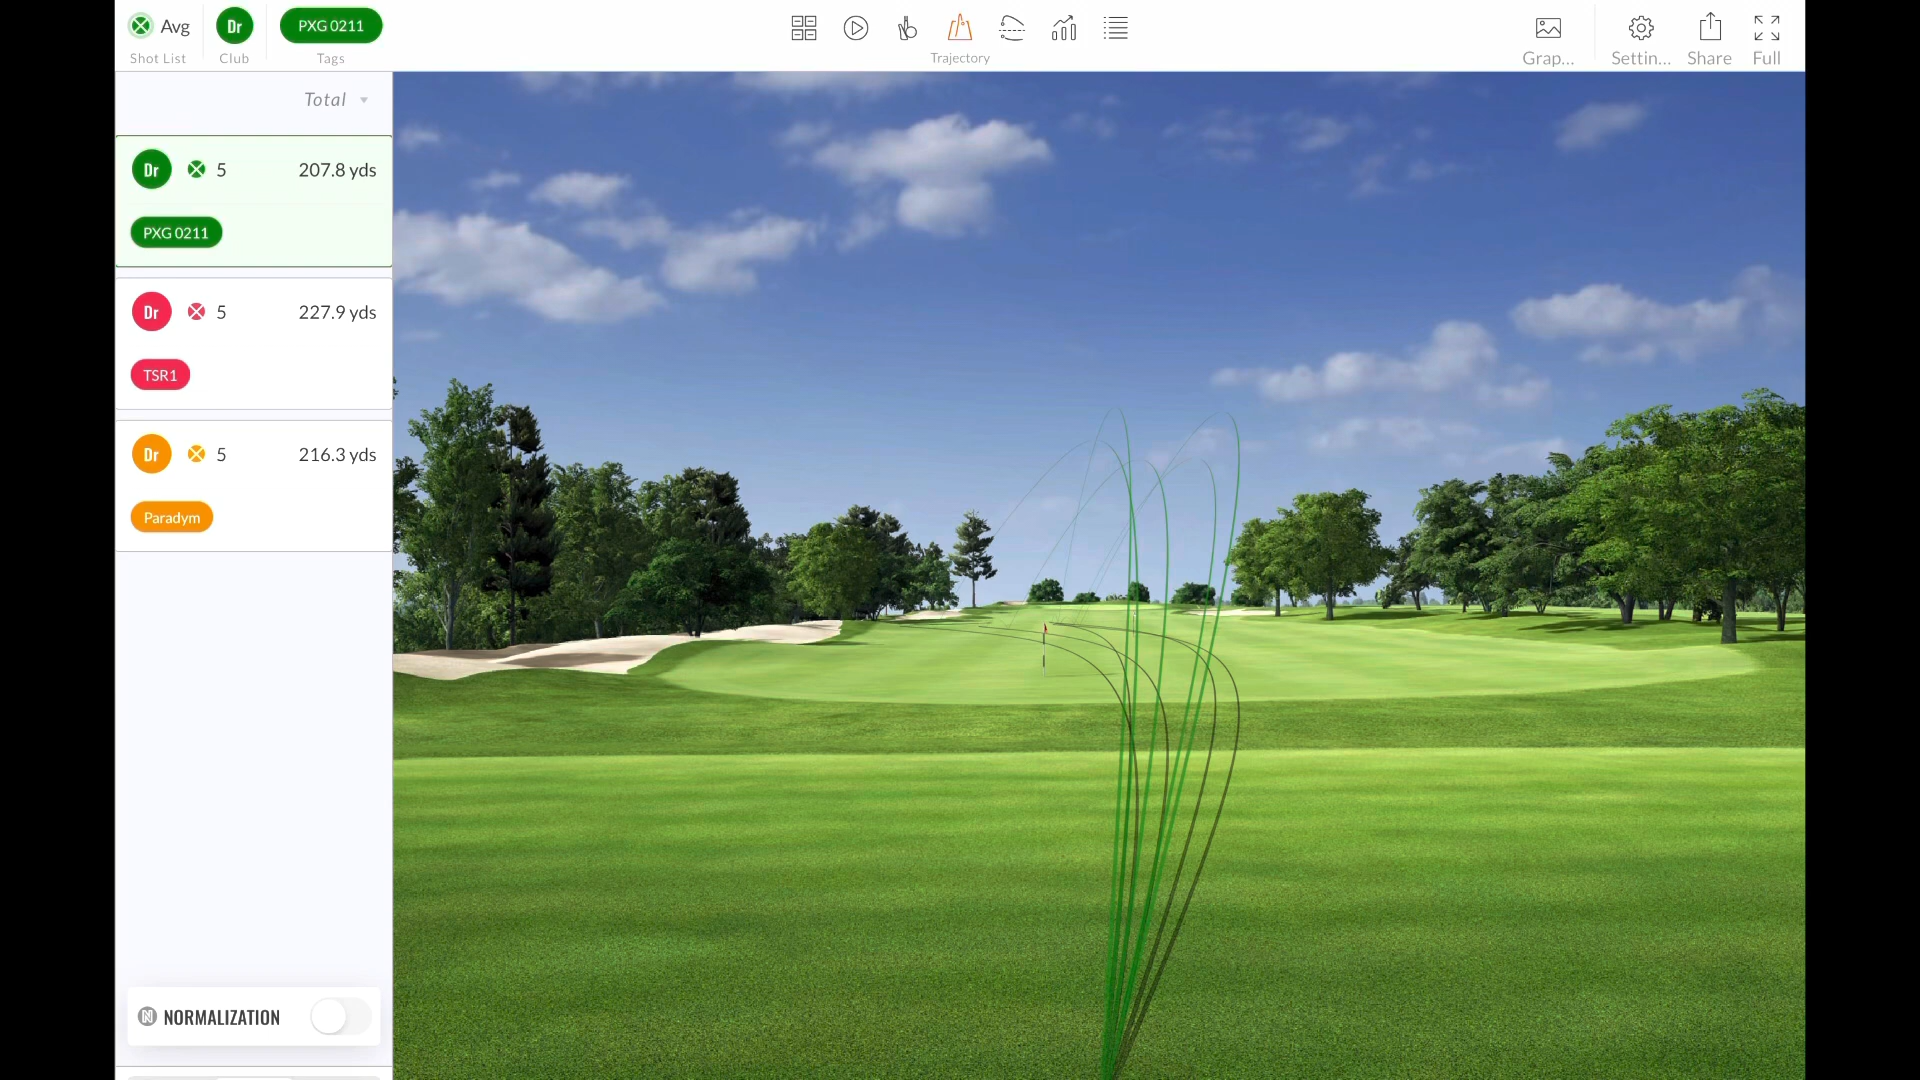 Avg
Dr
PXG 0211
Shot List
Club
Tags
Trajectory
Grap...
Settin...
Share
Full
Total
Dr
5
207.8 yds
PXG 0211
Dr
5
227.9 yds
TSR1
Dr
5
216.3 yds
Paradym
N
NORMALIZATION